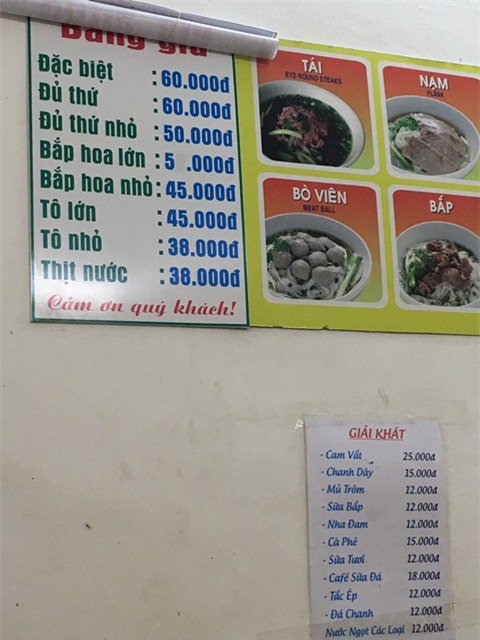 Bảng giá
Đặc biệt : 60.000đ
Đủ thứ : 60.000đ
Đủ thứ nhỏ : 50.000đ
Bắp hoa lớn : 5 .000đ
Bắp hoa nhỏ : 45.000đ
Tô lớn : 45.000đ
Tô nhỏ : 38.000đ
Thịt nước : 38.000đ
Cám ơn quý khách!
TÁI
EYE ROUND STEAKS
NẠM
FLANK
BÒ VIÊN
MEAT BALL
BẮP
GIẢI KHÁT
- Cam Vắt 25.000đ
- Chanh Dây 15.000đ
- Mủ Trôm 12.000đ
- Sữa Bắp 12.000đ
- Nha Đam 12.000đ
- Cà Phê 15.000đ
- Sữa Tươi 12.000đ
- Café Sữa Đá 18.000đ
- Tắc Ép 12.000đ
- Đá Chanh 12.000đ
Nước Ngọt Các Loại 12.000đ